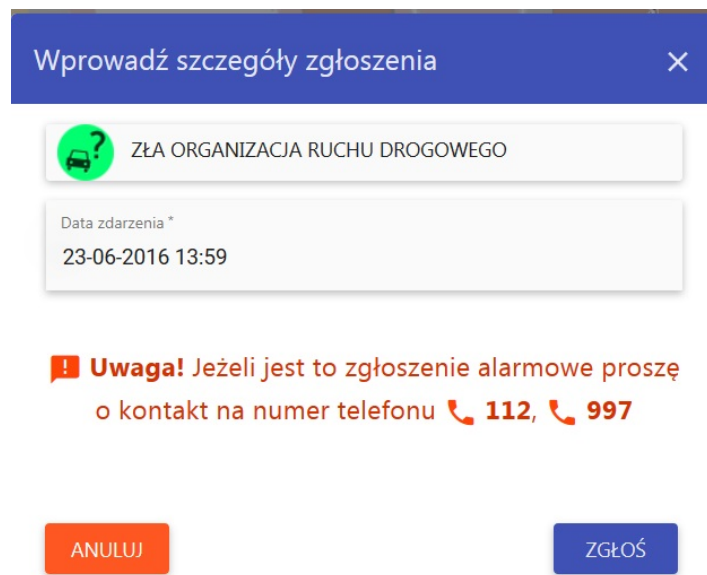 Wprowadź szczegóły zgłoszenia
ZŁA ORGANIZACJA RUCHU DROGOWEGO
Data zdarzenia *
23-06-2016 13:59
Uwaga! Jeżeli jest to zgłoszenie alarmowe proszę
o kontakt na numer telefonu 112, 997
ANULUJ
ZGŁOŚ